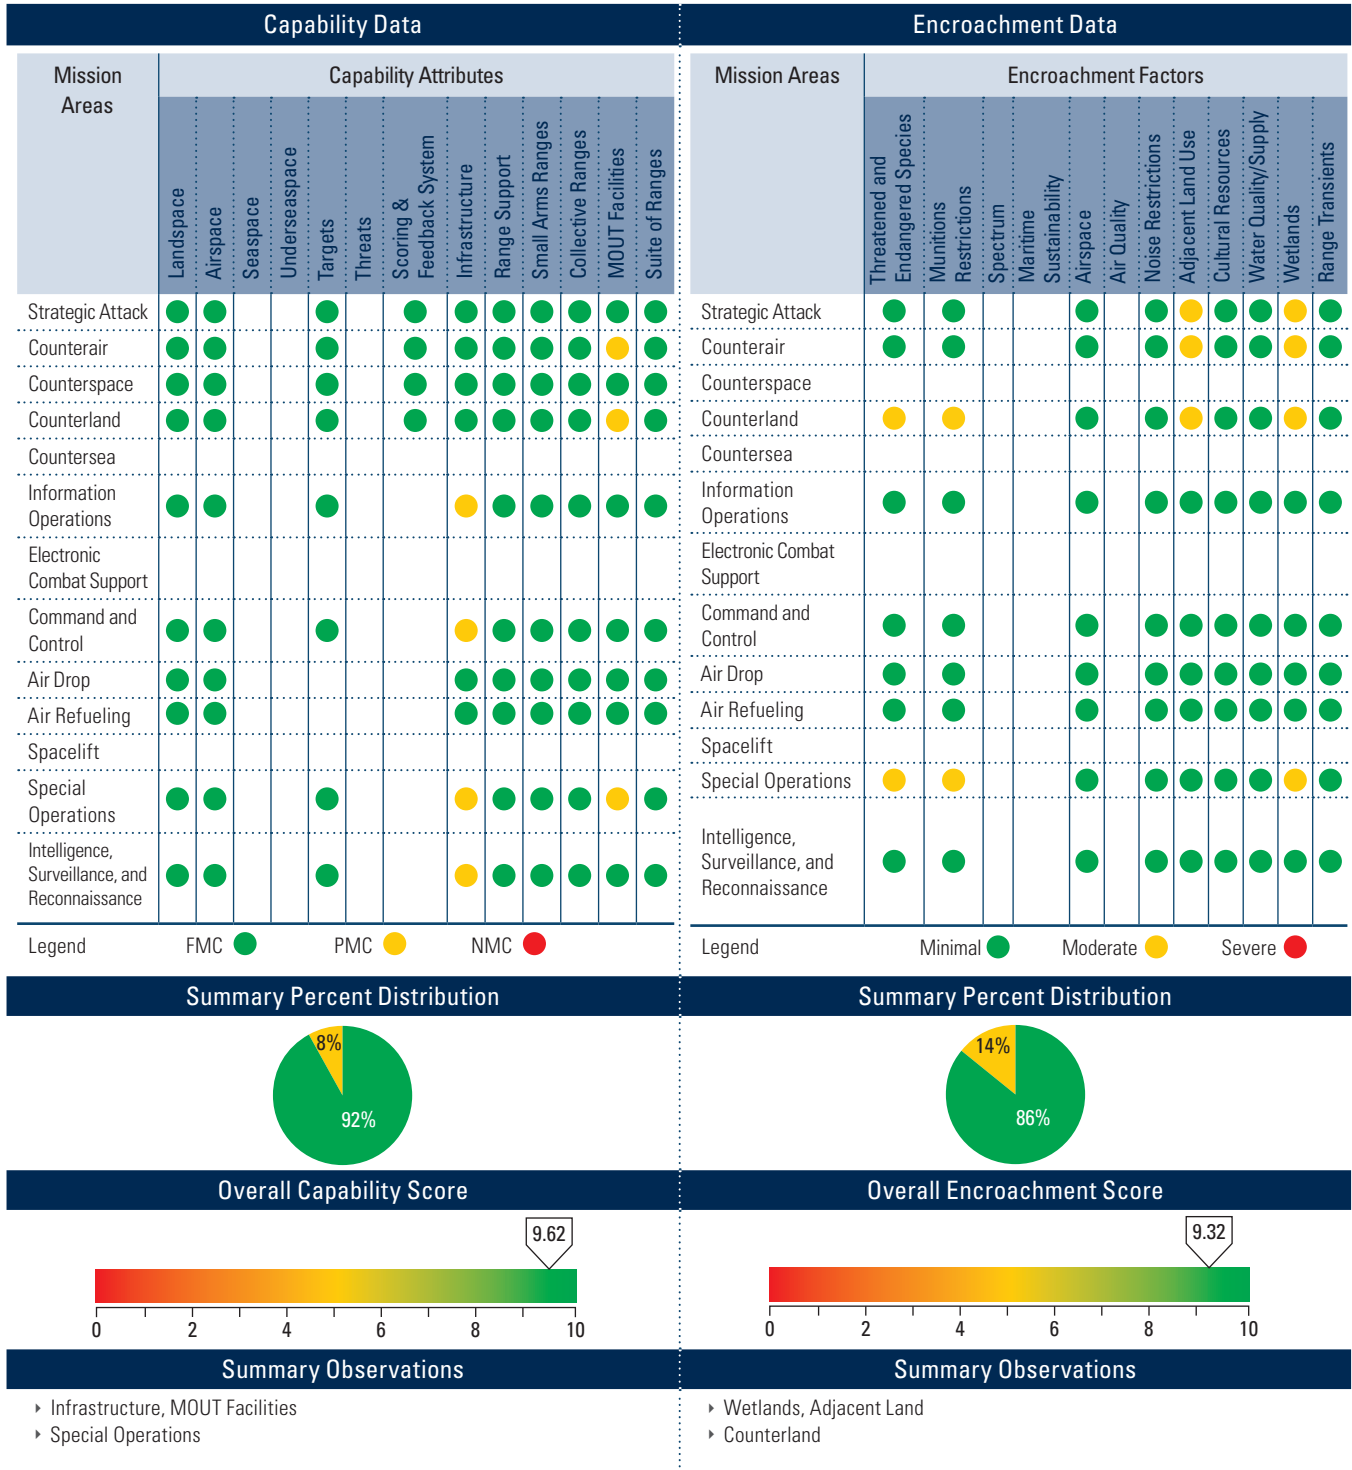 Capability Data
Mission
Areas
Capability Attributes
Landspace
Airspace
Seaspace
Underseaspace
Targets
Threats
Scoring &
Feedback System
Infrastructure
Range Support
Small Arms Ranges
Collective Ranges
MOUT Facilities
Suite of Ranges
Strategic Attack
Counterair
Counterspace
Counterland
Countersea
Information
Operations
Electronic
Combat Support
Command and
Control
Air Drop
Air Refueling
Spacelift
Special
Operations
Intelligence,
Surveillance, and
Reconnaissance
Legend FMC PMC NMC
Summary Percent Distribution
8%
92%
Overall Capability Score
9.62
0 2 4 6 8 10
Summary Observations
Infrastructure, MOUT Facilities
Special Operations
Encroachment Data
Mission Areas
Encroachment Factors
Threatened and
Endangered Species
Munitions
Restrictions
Spectrum
Maritime
Sustainability
Airspace
Air Quality
Noise Restrictions
Adjacent Land Use
Cultural Resources
Water Quality/Supply
Wetlands
Range Transients
Strategic Attack
Counterair
Counterspace
Counterland
Countersea
Information
Operations
Electronic Combat
Support
Command and
Control
Air Drop
Air Refueling
Spacelift
Special Operations
Intelligence,
Surveillance, and
Reconnaissance
Legend Minimal Moderate Severe
Summary Percent Distribution
14%
86%
Overall Encroachment Score
9.32
0 2 4 6 8 10
Summary Observations
Wetlands, Adjacent Land
Counterland